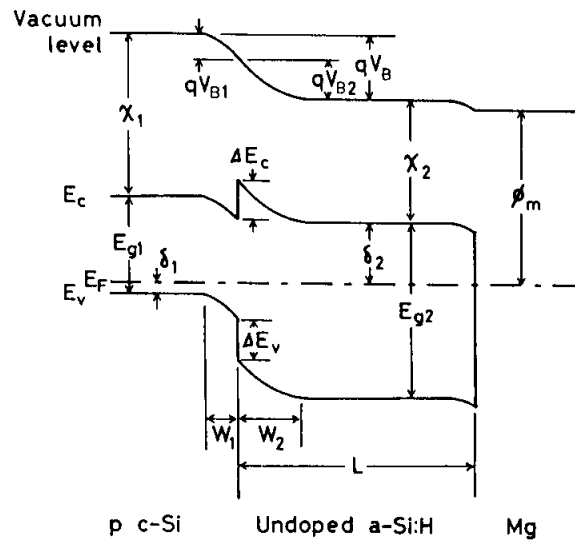 Vacuum level
qV_B1
qV_B2
qV_B
χ_1
ΔE_c
χ_2
ϕ_m
E_c
E_g1
δ_1
δ_2
E_F
E_v
E_g2
ΔE_v
W_1
W_2
L
p c-Si
Undoped a-Si:H
Mg